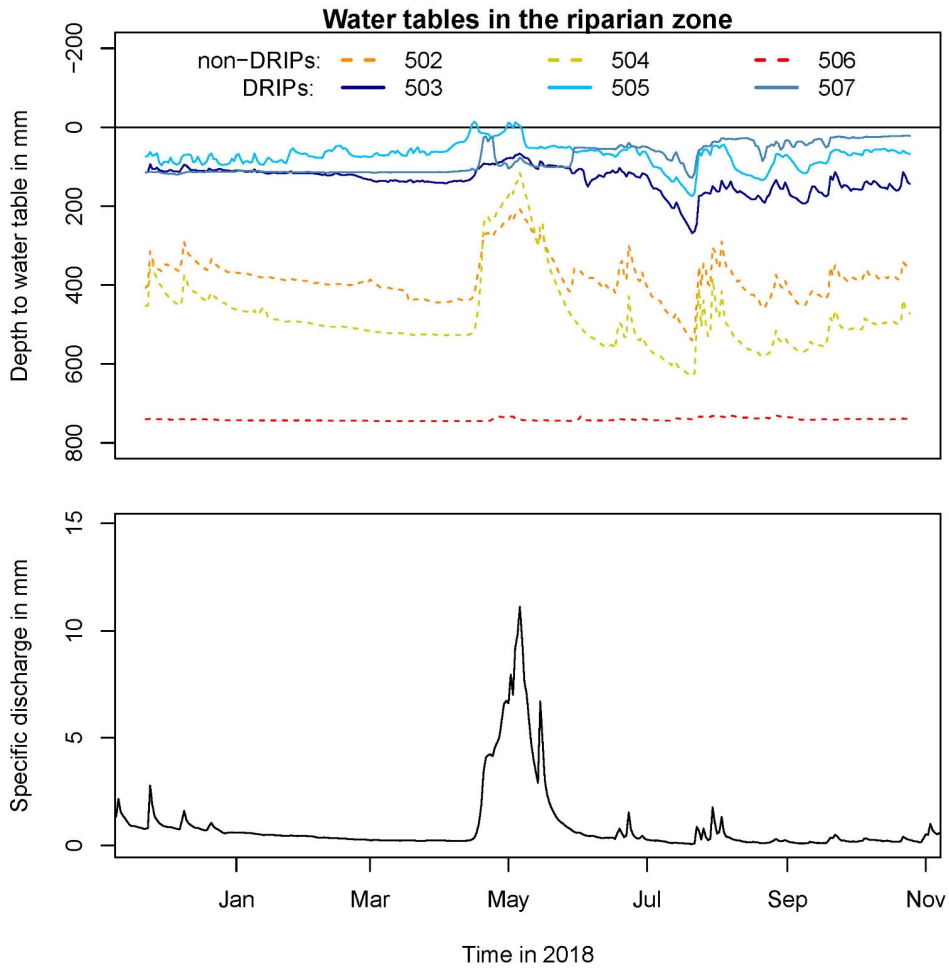 Water tables in the riparian zone
non−DRIPs: 502 504 506
DRIPs: 503 505 507
Depth to water table in mm
-200
0
200
400
600
800
Specific discharge in mm
15
10
5
0
Jan Mar May Jul Sep Nov
Time in 2018